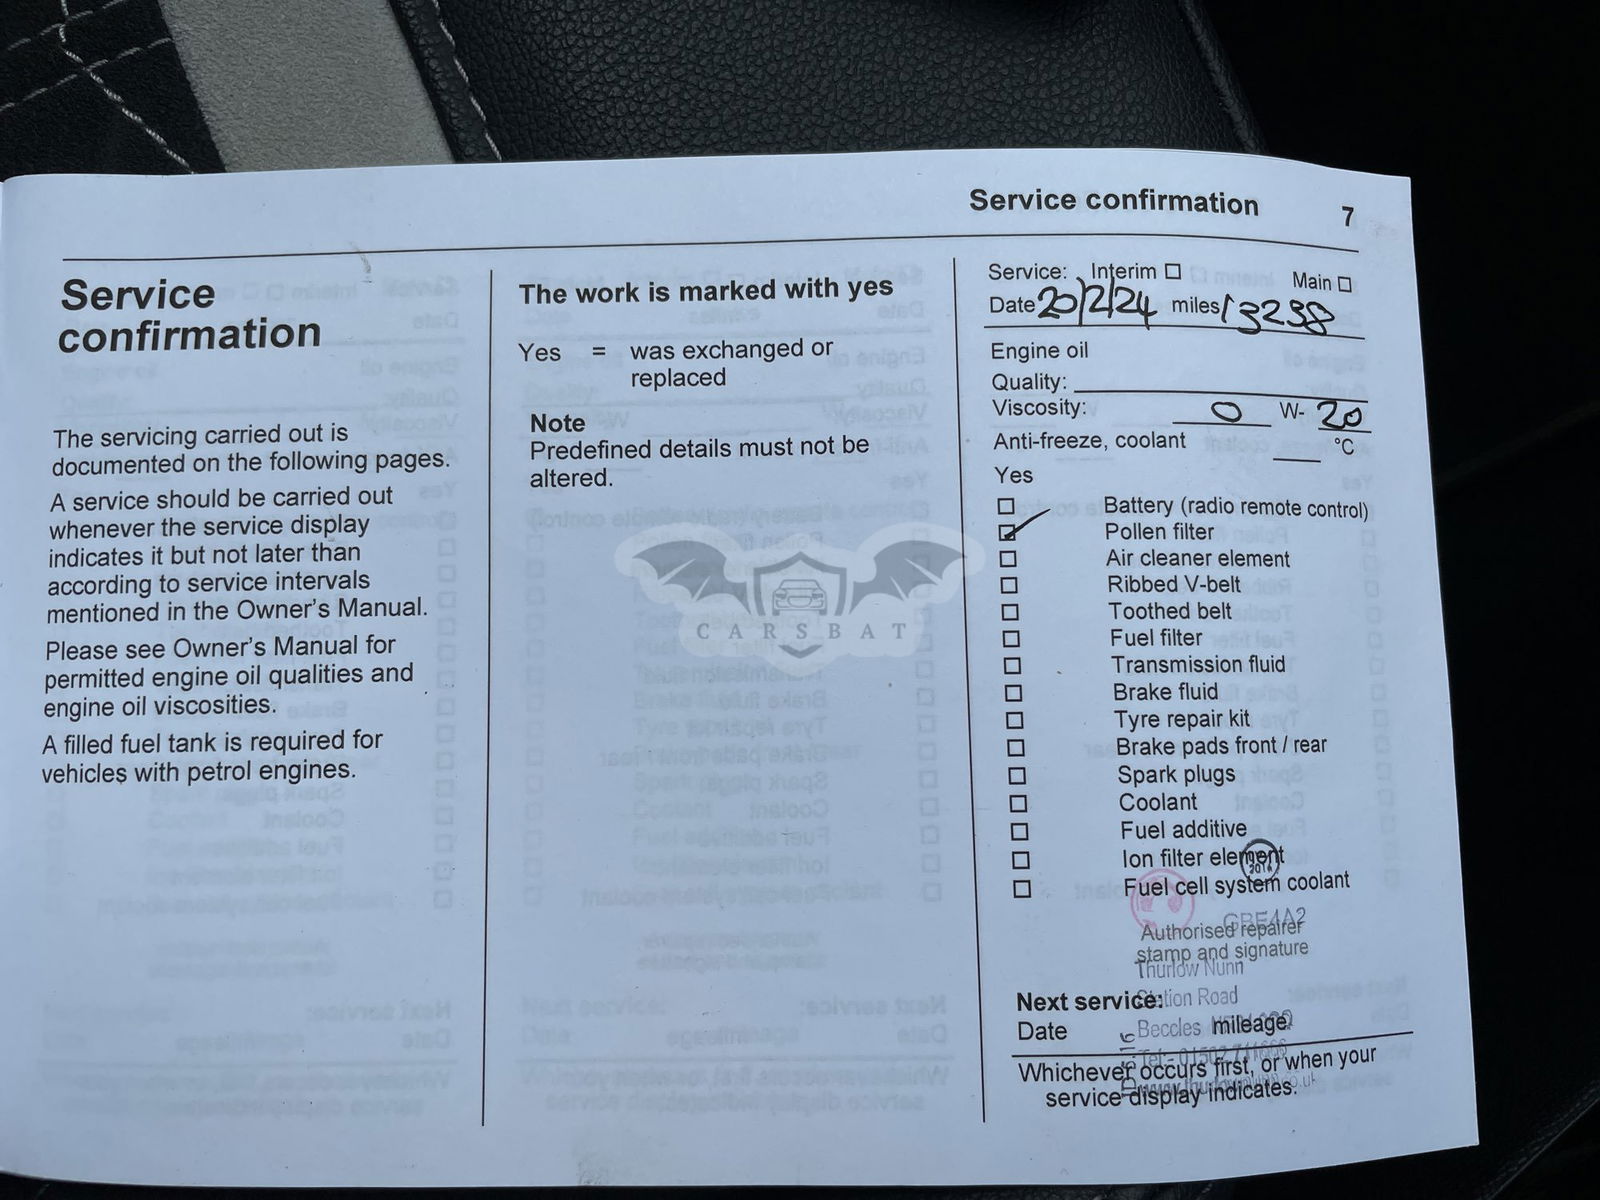 Service confirmation 7
Service
confirmation
The servicing carried out is
documented on the following pages.
A service should be carried out
whenever the service display
indicates it but not later than
according to service intervals
mentioned in the Owner's Manual.
Please see Owner's Manual for
permitted engine oil qualities and
engine oil viscosities.
A filled fuel tank is required for
vehicles with petrol engines.
The work is marked with yes
Yes = was exchanged or
replaced
Note
Predefined details must not be
altered.
CARSBAT
Service: Interim Main
Date 20/2/24 miles 13238
Engine oil
Quality:
Viscosity: 0 W- 20
Anti-freeze, coolant °C
Yes
Battery (radio remote control)
Pollen filter
Air cleaner element
Ribbed V-belt
Toothed belt
Fuel filter
Transmission fluid
Brake fluid
Tyre repair kit
Brake pads front / rear
Spark plugs
Coolant
Fuel additive
Ion filter element
Fuel cell system coolant
GBE4A2
Authorised repairer
stamp and signature
Thurlow Nunn
Next service:
Station Road
Date mileage
Beccles
Whichever occurs first, or when your
service display indicates.